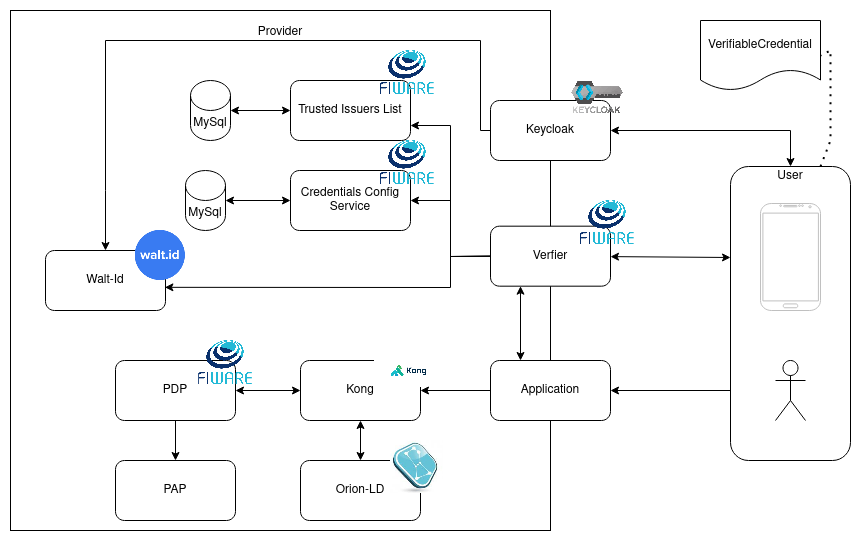 Provider
VerifiableCredential
FIWARE
MySql
Trusted Issuers List
KEYCLOAK
Keycloak
FIWARE
User
MySql
Credentials Config
Service
FIWARE
walt.id
Verfier
Walt-Id
FIWARE
Kong
PDP
Kong
Application
PAP
Orion-LD